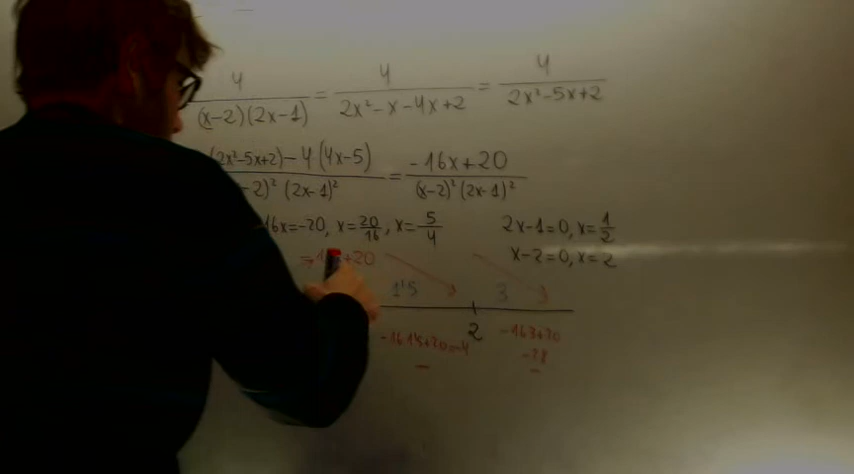 4/((x-2)(2x-1)) = 4/(2x²-x-4x+2) = 4/(2x²-5x+2)
(2x²-5x+2)-4(4x-5) / -2)²(2x-1)² = (-16x+20)/((x-2)²(2x-1)²)
16x=-20, x=20/16, x=5/4 2x-1=0, x=1/2
+20 x-2=0, x=2
1'5 3
2
-16·1'5+20=-4 -16·3+20
-28
- -